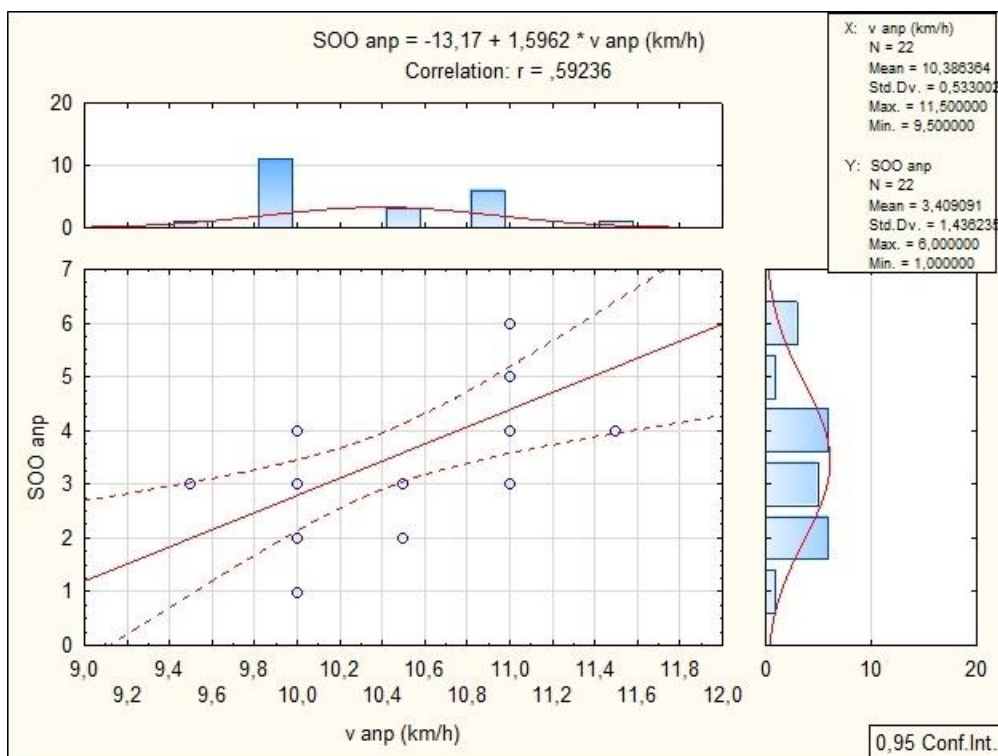 SOO anp = -13,17 + 1,5962 * v anp (km/h)
Correlation: r = ,59236
X: v anp (km/h)
N = 22
Mean = 10,386364
Std.Dv. = 0,533002
Max. = 11,500000
Min. = 9,500000
Y: SOO anp
N = 22
Mean = 3,409091
Std.Dv. = 1,436235
Max. = 6,000000
Min. = 1,000000
20
10
0
7
6
5
4
3
2
1
0
SOO anp
9,0 9,4 9,8 10,2 10,6 11,0 11,4 11,8
9,2 9,6 10,0 10,4 10,8 11,2 11,6 12,0
v anp (km/h)
0 10 20
0,95 Conf.Int.